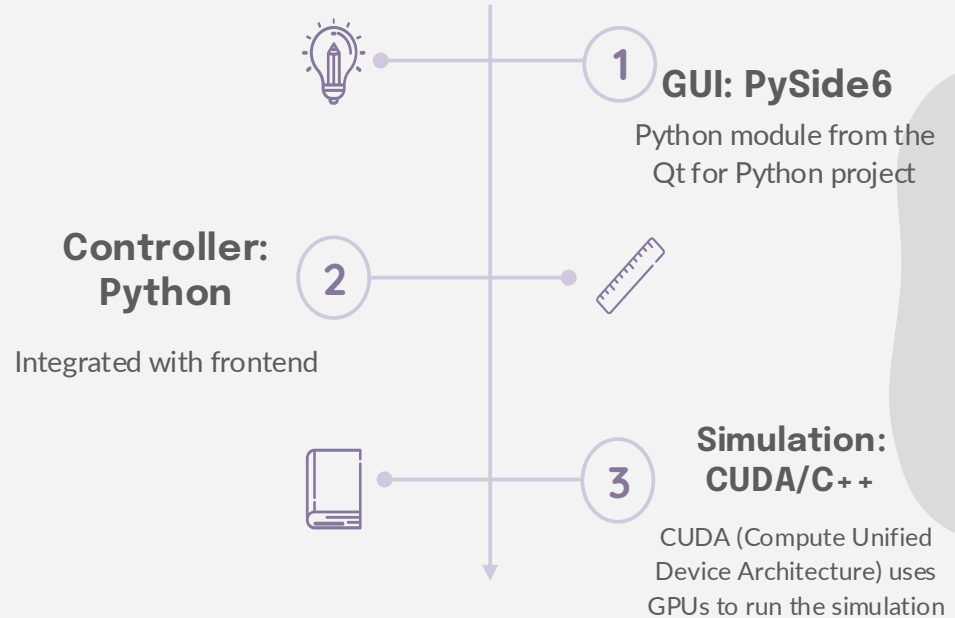 1
GUI: PySide6
Python module from the
Qt for Python project
Controller:
Python
2
Integrated with frontend
3
Simulation:
CUDA/C++
CUDA (Compute Unified
Device Architecture) uses
GPUs to run the simulation